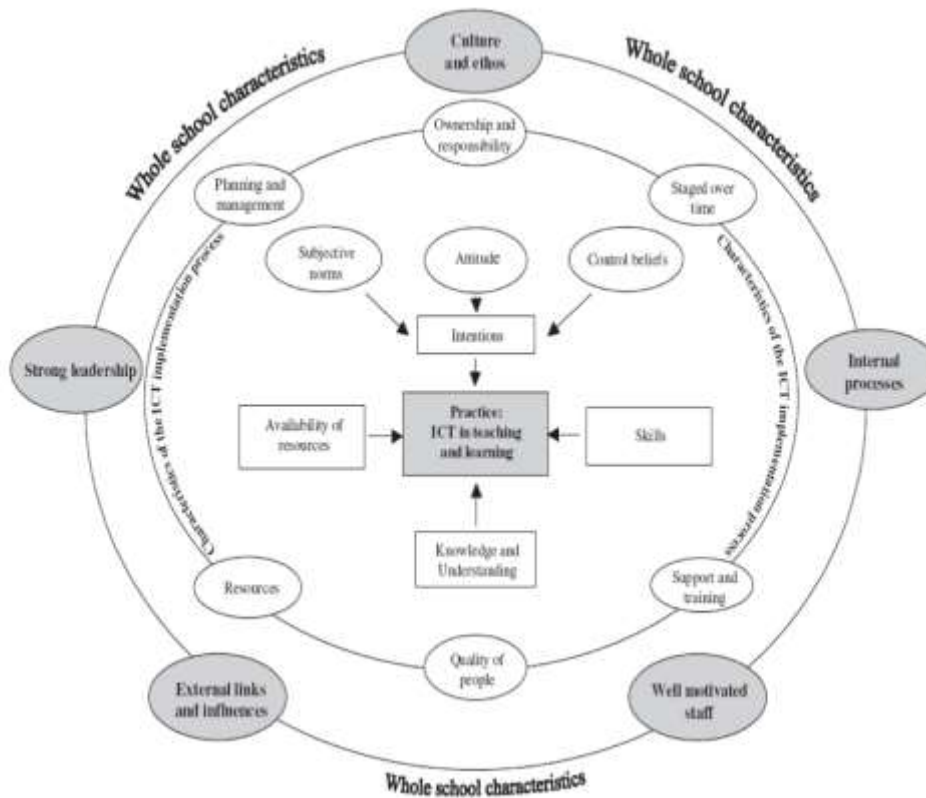 Culture
and ethos
Whole school characteristics
Whole school characteristics
Ownership and
responsibility
Planning and
management
Staged over
time
Subjective
norms
Attitude
Control beliefs
Characteristics of the ICT implementation process
Characteristics of the ICT implementation process
Intentions
Strong leadership
Internal
processes
Availability of
resources
Practice:
ICT in teaching
and learning
Skills
Knowledge and
Understanding
Resources
Support and
training
Quality of
people
External links
and influences
Well motivated
staff
Whole school characteristics